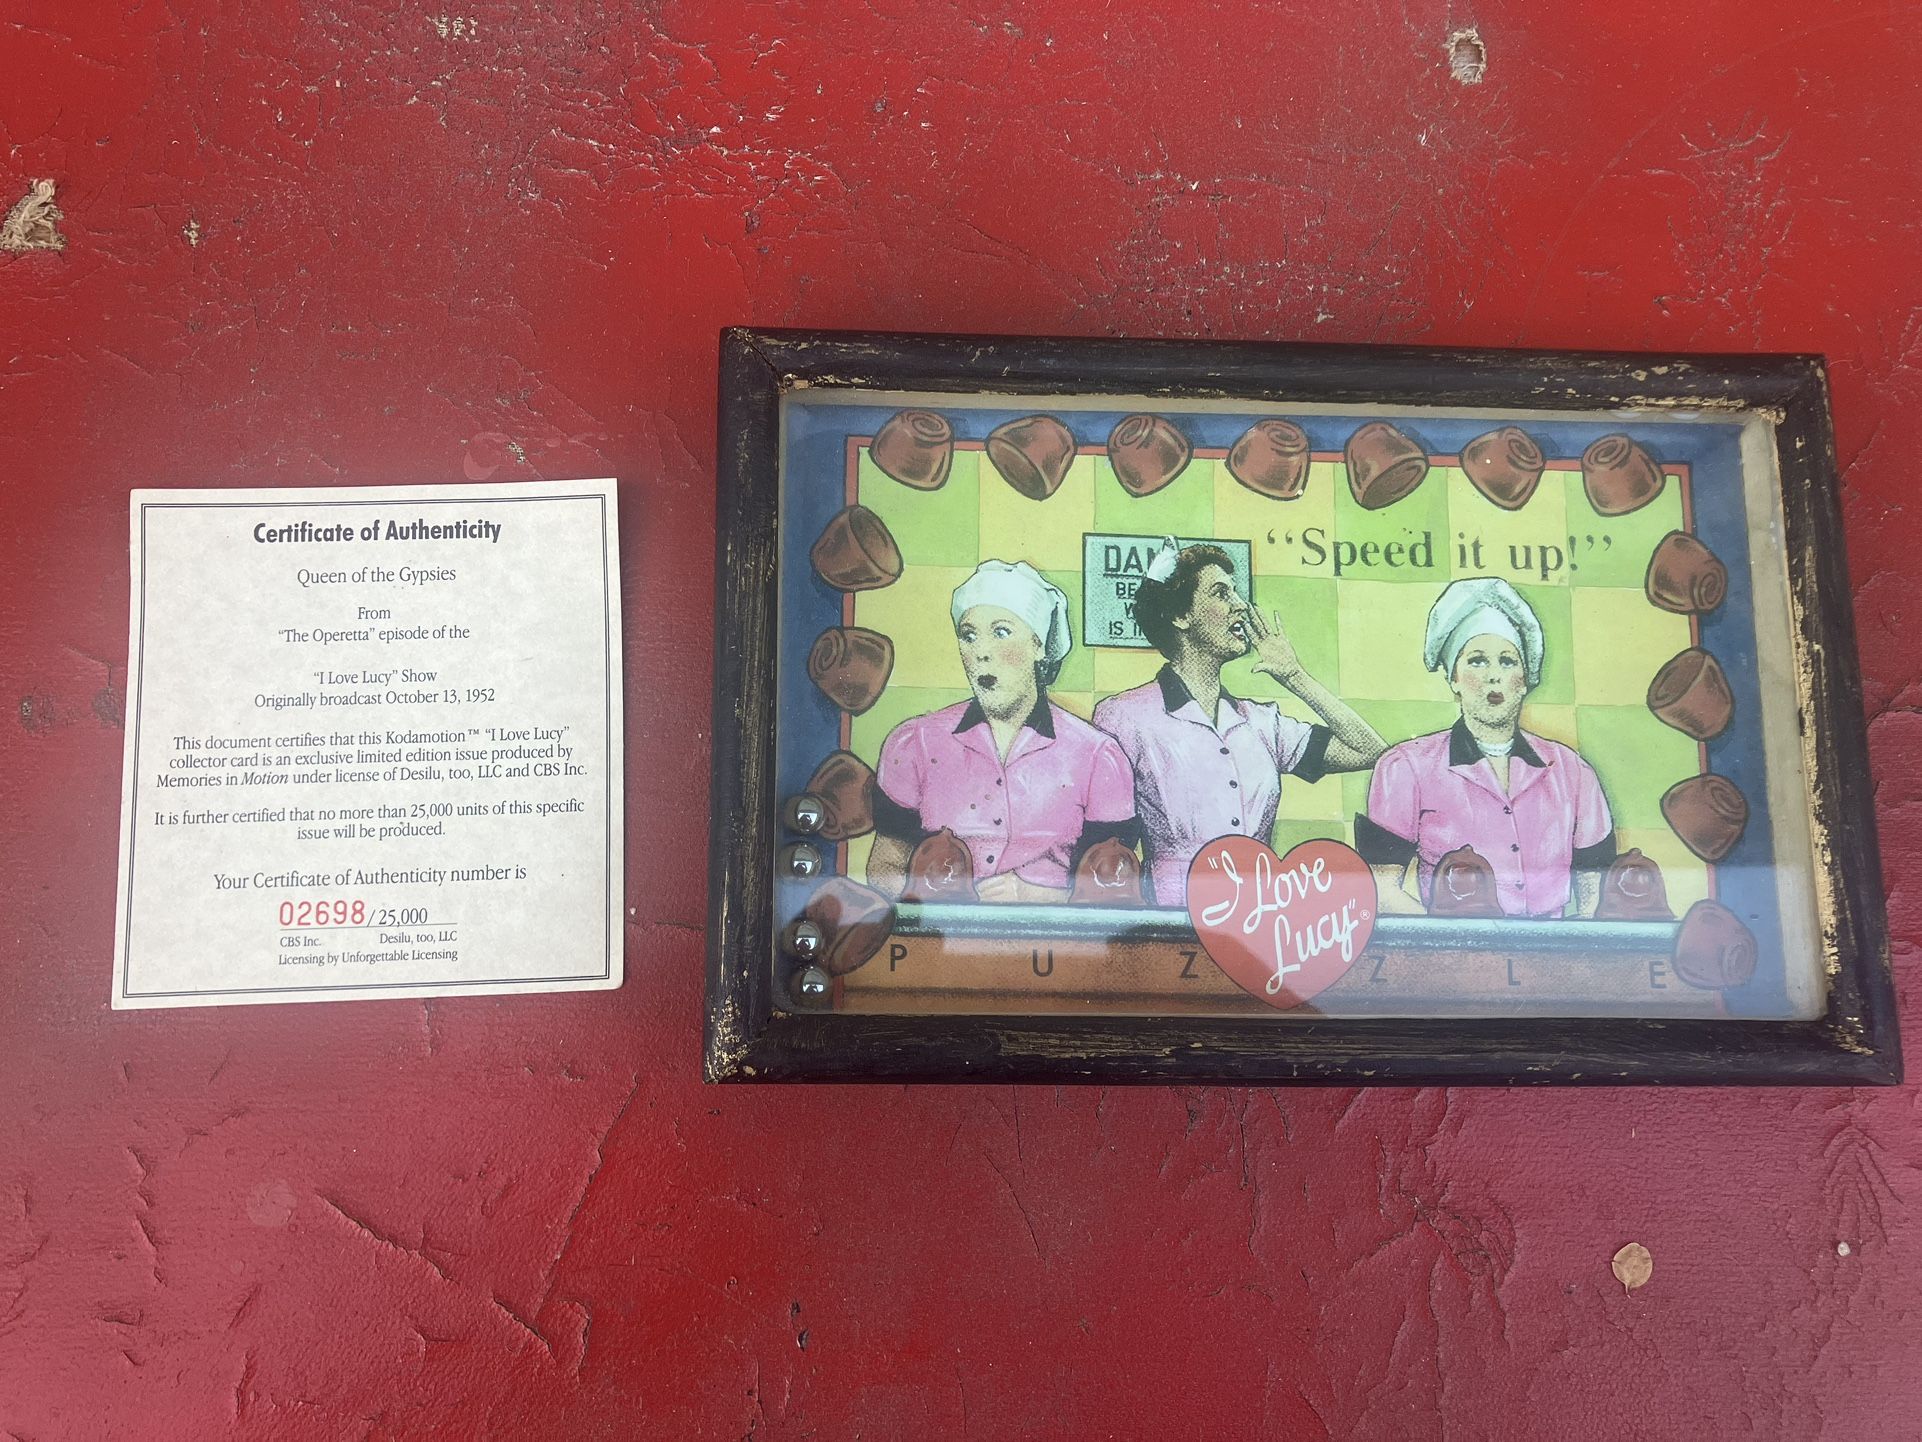 Certificate of Authenticity
Queen of the Gypsies
From
“The Operetta” episode of the
“I Love Lucy” Show
Originally broadcast October 13, 1952
This document certifies that this Kodamotion™ “I Love Lucy”
collector card is an exclusive limited edition issue produced by
Memories in Motion under license of Desilu, too, LLC and CBS Inc.
It is further certified that no more than 25,000 units of this specific
issue will be produced.
Your Certificate of Authenticity number is
02698/25,000
CBS Inc. Desilu, too, LLC
Licensing by Unforgettable Licensing
“Speed it up!”
DAN
BE
W
IS I
“I
Love
Lucy”®
P U Z Z L E